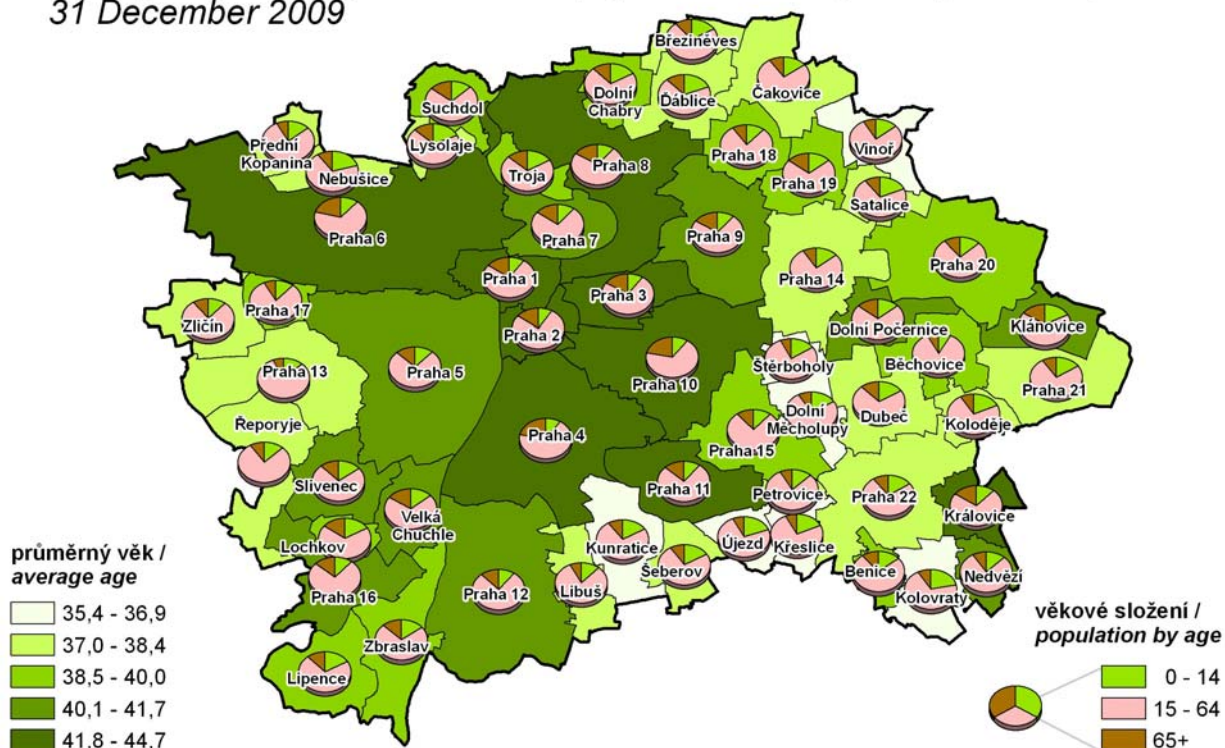 31 December 2009
Březiněves
Dolní
Chabry
Ďáblice
Čakovice
Suchdol
Přední
Kopanina
Lysolaje
Nebušice
Troja
Praha 8
Praha 18
Vinoř
Praha 19
Satalice
Praha 6
Praha 7
Praha 9
Praha 20
Praha 14
Praha 1
Praha 3
Zličín
Praha 17
Praha 2
Dolní Počernice
Klánovice
Praha 13
Praha 5
Praha 10
Štěrboholy
Běchovice
Praha 21
Řeporyje
Praha 4
Dolní
Měcholupy
Dubeč
Koloděje
Praha 15
Slivenec
Praha 11
Petrovice
Praha 22
Královice
Velká
Chuchle
Lochkov
Kunratice
Újezd
Křeslice
Šeberov
Praha 16
Praha 12
Libuš
Benice
Kolovraty
Nedvězí
Zbraslav
Lipence
průměrný věk /
average age
35,4 - 36,9
37,0 - 38,4
38,5 - 40,0
40,1 - 41,7
41,8 - 44,7
věkové složení /
population by age
0 - 14
15 - 64
65+